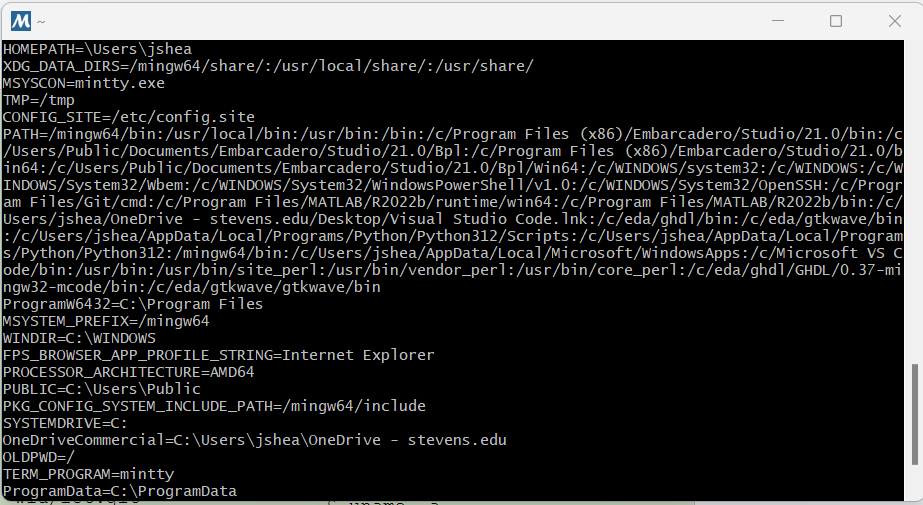 M ~
HOMEPATH=\Users\jshea
XDG_DATA_DIRS=/mingw64/share/:/usr/local/share/:/usr/share/
MSYSCON=mintty.exe
TMP=/tmp
CONFIG_SITE=/etc/config.site
PATH=/mingw64/bin:/usr/local/bin:/usr/bin:/bin:/c/Program Files (x86)/Embarcadero/Studio/21.0/bin:/c
/Users/Public/Documents/Embarcadero/Studio/21.0/Bpl:/c/Program Files (x86)/Embarcadero/Studio/21.0/b
in64:/c/Users/Public/Documents/Embarcadero/Studio/21.0/Bpl/Win64:/c/WINDOWS/system32:/c/WINDOWS:/c/W
INDOWS/System32/Wbem:/c/WINDOWS/System32/WindowsPowerShell/v1.0:/c/WINDOWS/System32/OpenSSH:/c/Progr
am Files/Git/cmd:/c/Program Files/MATLAB/R2022b/runtime/win64:/c/Program Files/MATLAB/R2022b/bin:/c/
Users/jshea/OneDrive - stevens.edu/Desktop/Visual Studio Code.lnk:/c/eda/ghdl/bin:/c/eda/gtkwave/bin
:/c/Users/jshea/AppData/Local/Programs/Python/Python312/Scripts:/c/Users/jshea/AppData/Local/Program
s/Python/Python312:/mingw64/bin:/c/Users/jshea/AppData/Local/Microsoft/WindowsApps:/c/Microsoft VS C
ode/bin:/usr/bin:/usr/bin/site_perl:/usr/bin/vendor_perl:/usr/bin/core_perl:/c/eda/ghdl/GHDL/0.37-mi
ngw32-mcode/bin:/c/eda/gtkwave/gtkwave/bin
ProgramW6432=C:\Program Files
MSYSTEM_PREFIX=/mingw64
WINDIR=C:\WINDOWS
FPS_BROWSER_APP_PROFILE_STRING=Internet Explorer
PROCESSOR_ARCHITECTURE=AMD64
PUBLIC=C:\Users\Public
PKG_CONFIG_SYSTEM_INCLUDE_PATH=/mingw64/include
SYSTEMDRIVE=C:
OneDriveCommercial=C:\Users\jshea\OneDrive - stevens.edu
OLDPWD=/
TERM_PROGRAM=mintty
ProgramData=C:\ProgramData